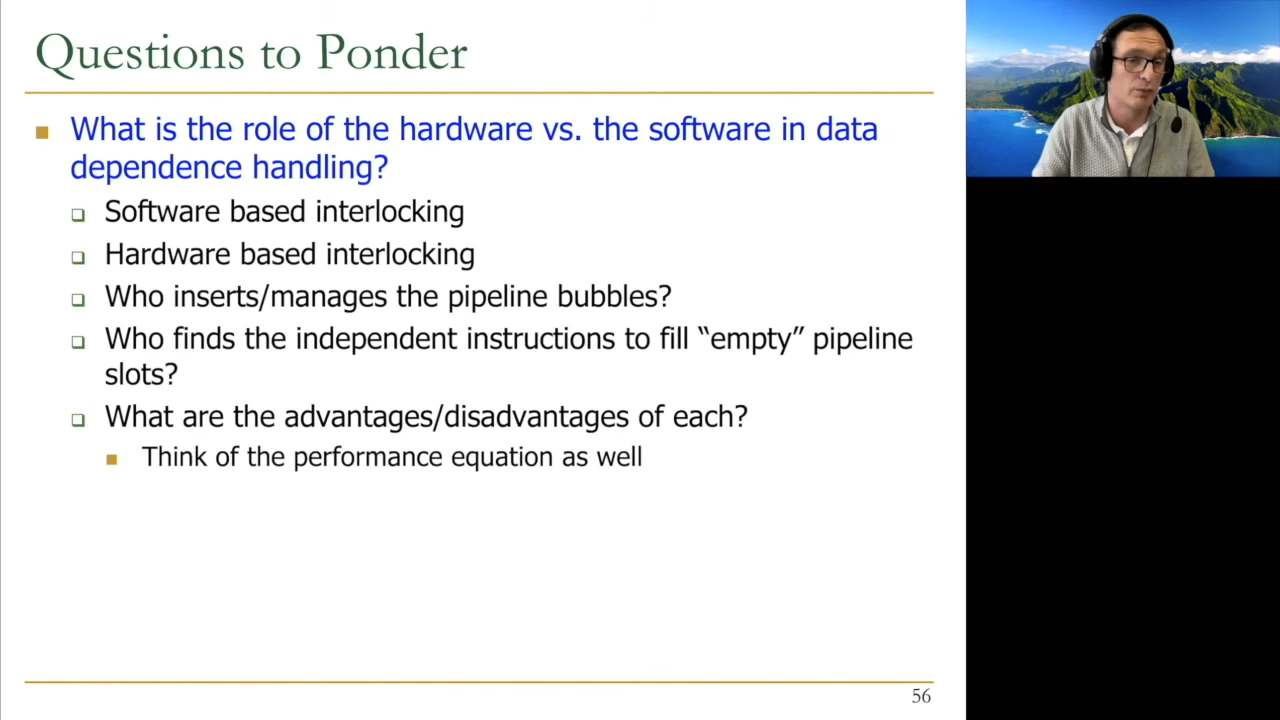 Questions to Ponder
What is the role of the hardware vs. the software in data
dependence handling?
Software based interlocking
Hardware based interlocking
Who inserts/manages the pipeline bubbles?
Who finds the independent instructions to fill “empty” pipeline
slots?
What are the advantages/disadvantages of each?
Think of the performance equation as well
56